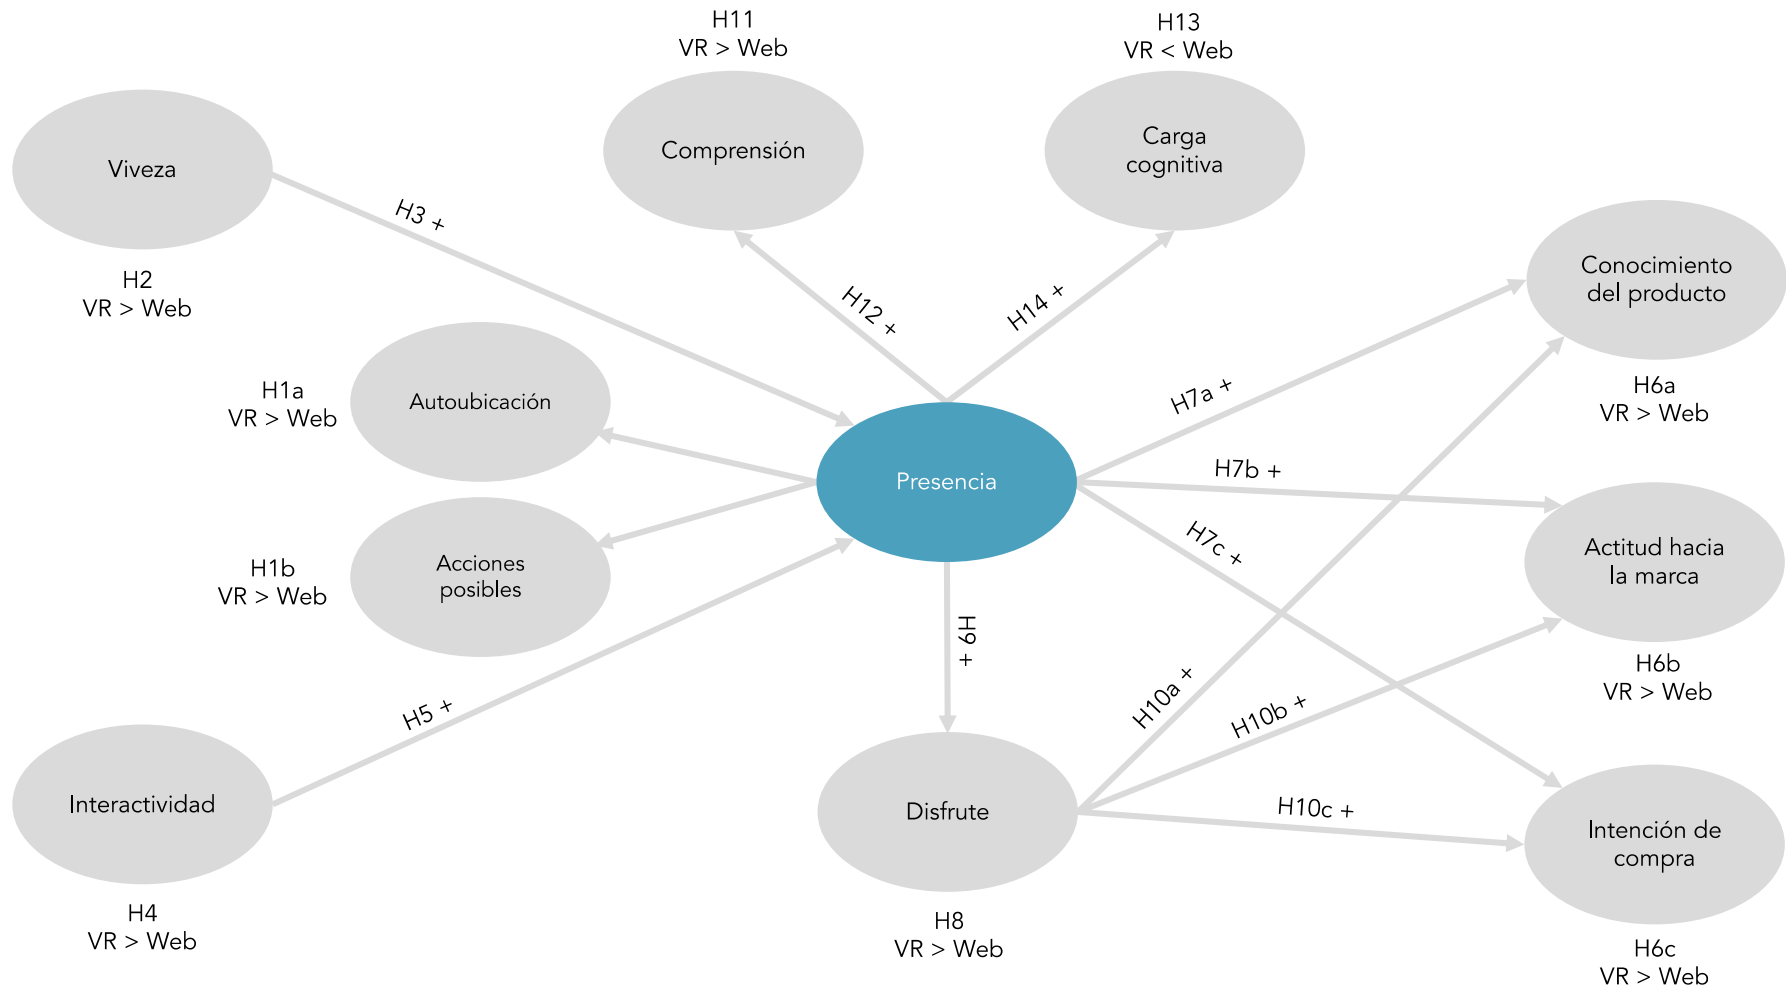 H11
VR > Web
H13
VR < Web
Comprensión
Carga
cognitiva
Viveza
H3 +
H2
VR > Web
H12 +
H14 +
Conocimiento
del producto
H6a
VR > Web
H1a
VR > Web
Autoubicación
H7a +
Presencia
H7b +
H7c +
H1b
VR > Web
Acciones
posibles
Actitud hacia
la marca
H6b
VR > Web
H9 +
H5 +
H10a +
H10b +
Interactividad
H4
VR > Web
Disfrute
H8
VR > Web
H10c +
Intención de
compra
H6c
VR > Web